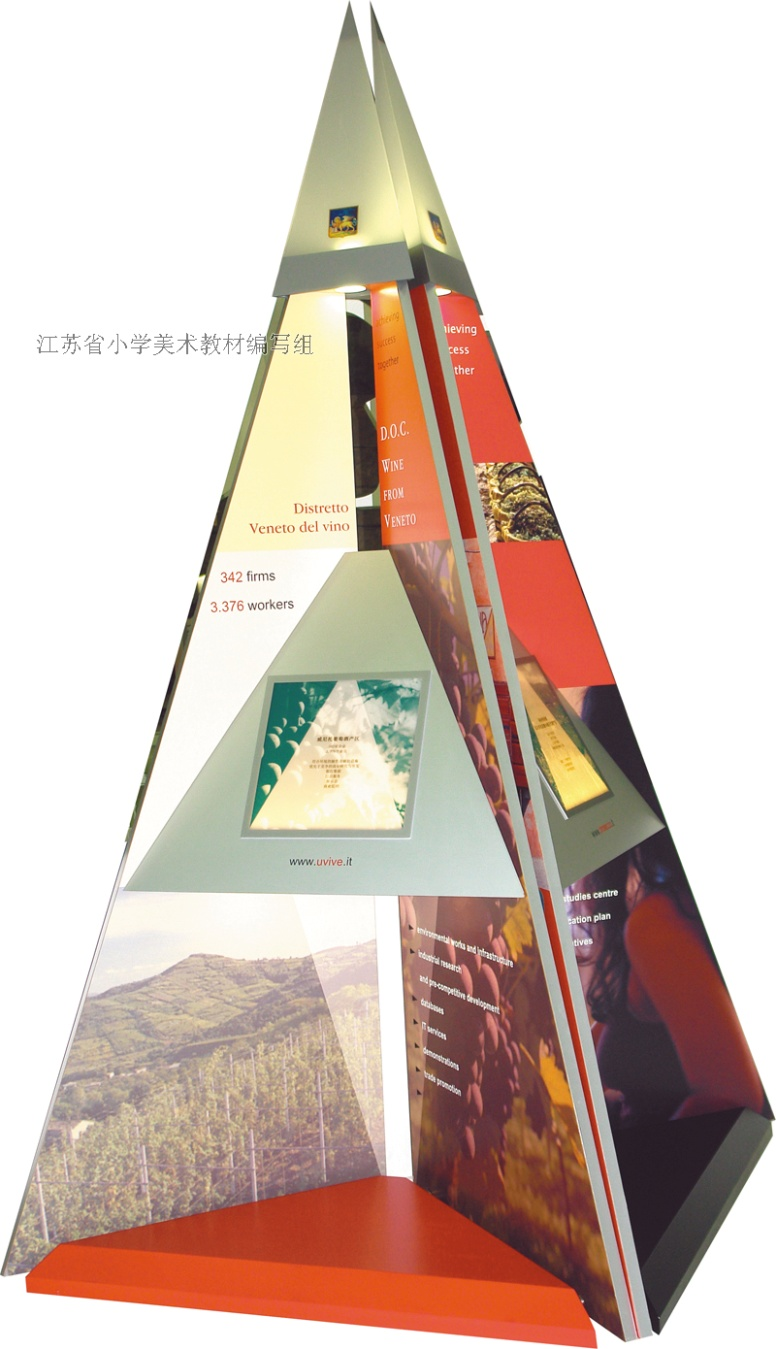 江苏省小学美术教材编写组
achieving
success
together
hieving
cess
ther
D.O.C.
WINE
FROM
VENETO
Distretto
Veneto del vino
342 firms
3.376 workers
www.uvive.it
environmental works and infrastructure
industrial research
and pre-competitive development
databases
IT services
demonstrations
trade promotion
studies centre
cation plan
tives